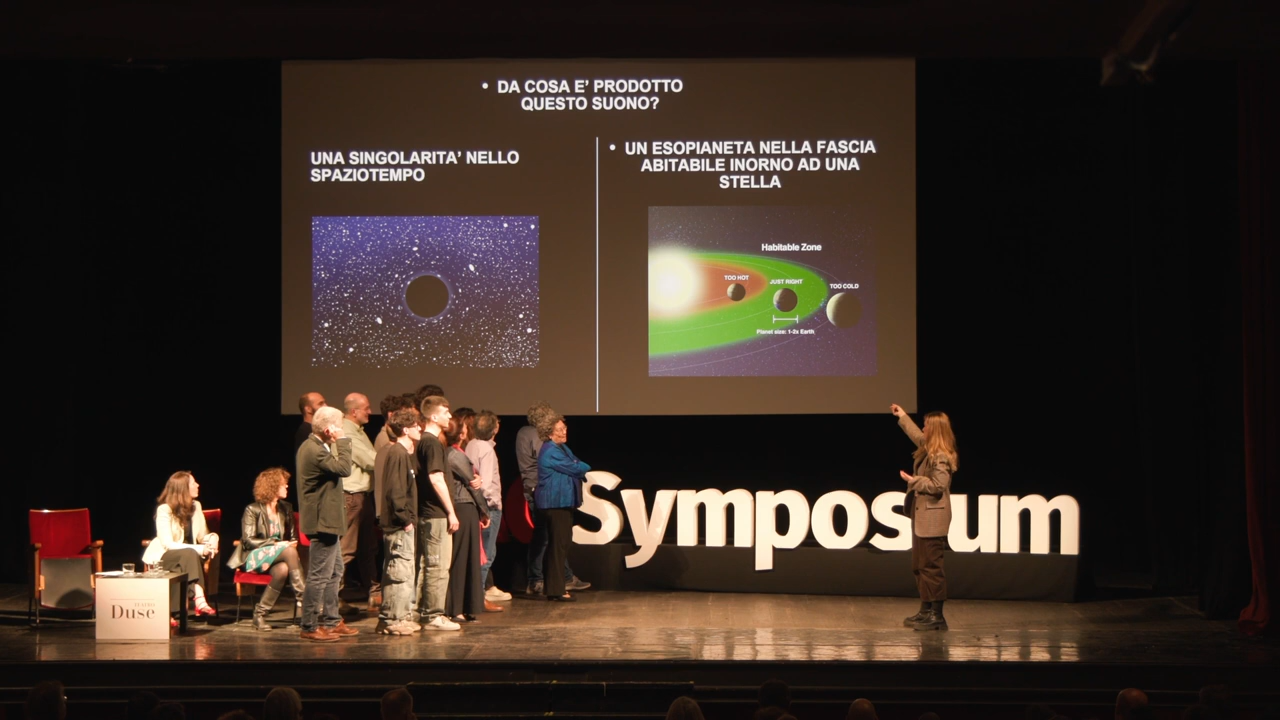 • DA COSA E' PRODOTTO
QUESTO SUONO?
UNA SINGOLARITA' NELLO
SPAZIOTEMPO
• UN ESOPIANETA NELLA FASCIA
ABITABILE INORNO AD UNA
STELLA
Habitable Zone
TOO HOT
JUST RIGHT
TOO COLD
Planet size: 1-2x Earth
Symposium
TEATRO
Duse